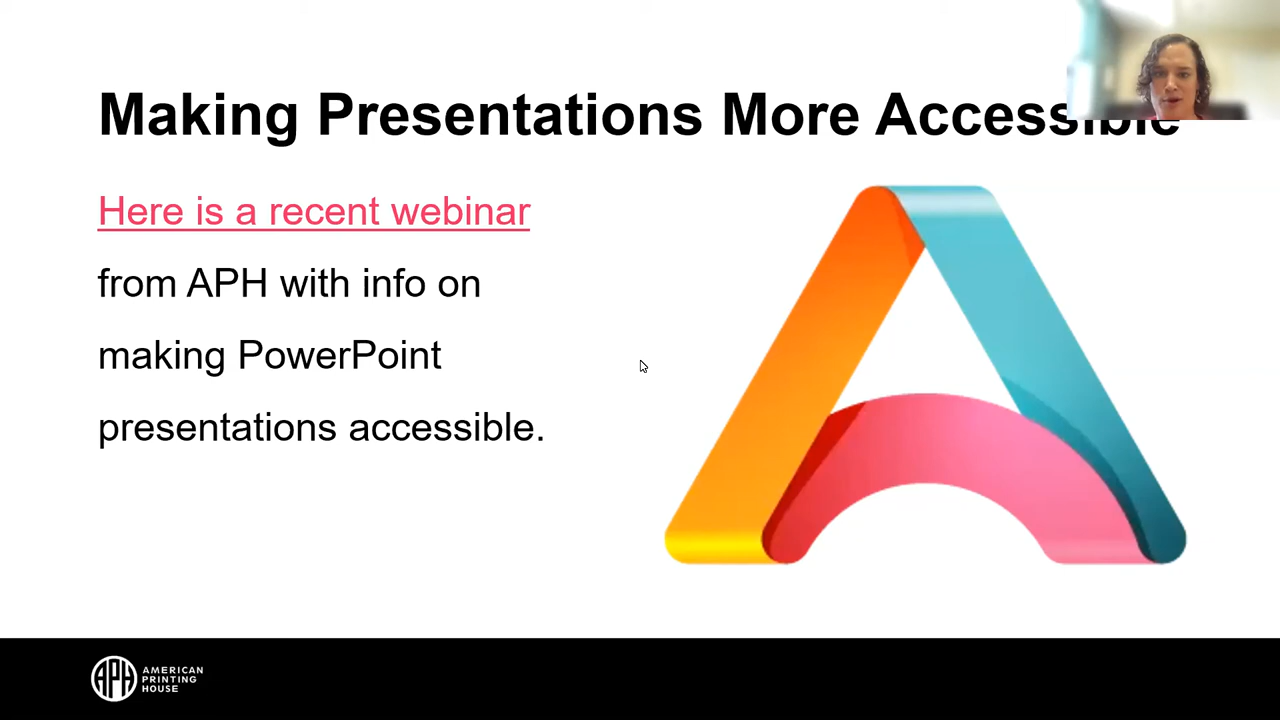 Making Presentations More Accessible
Here is a recent webinar
from APH with info on
making PowerPoint
presentations accessible.
APH
AMERICAN
PRINTING
HOUSE